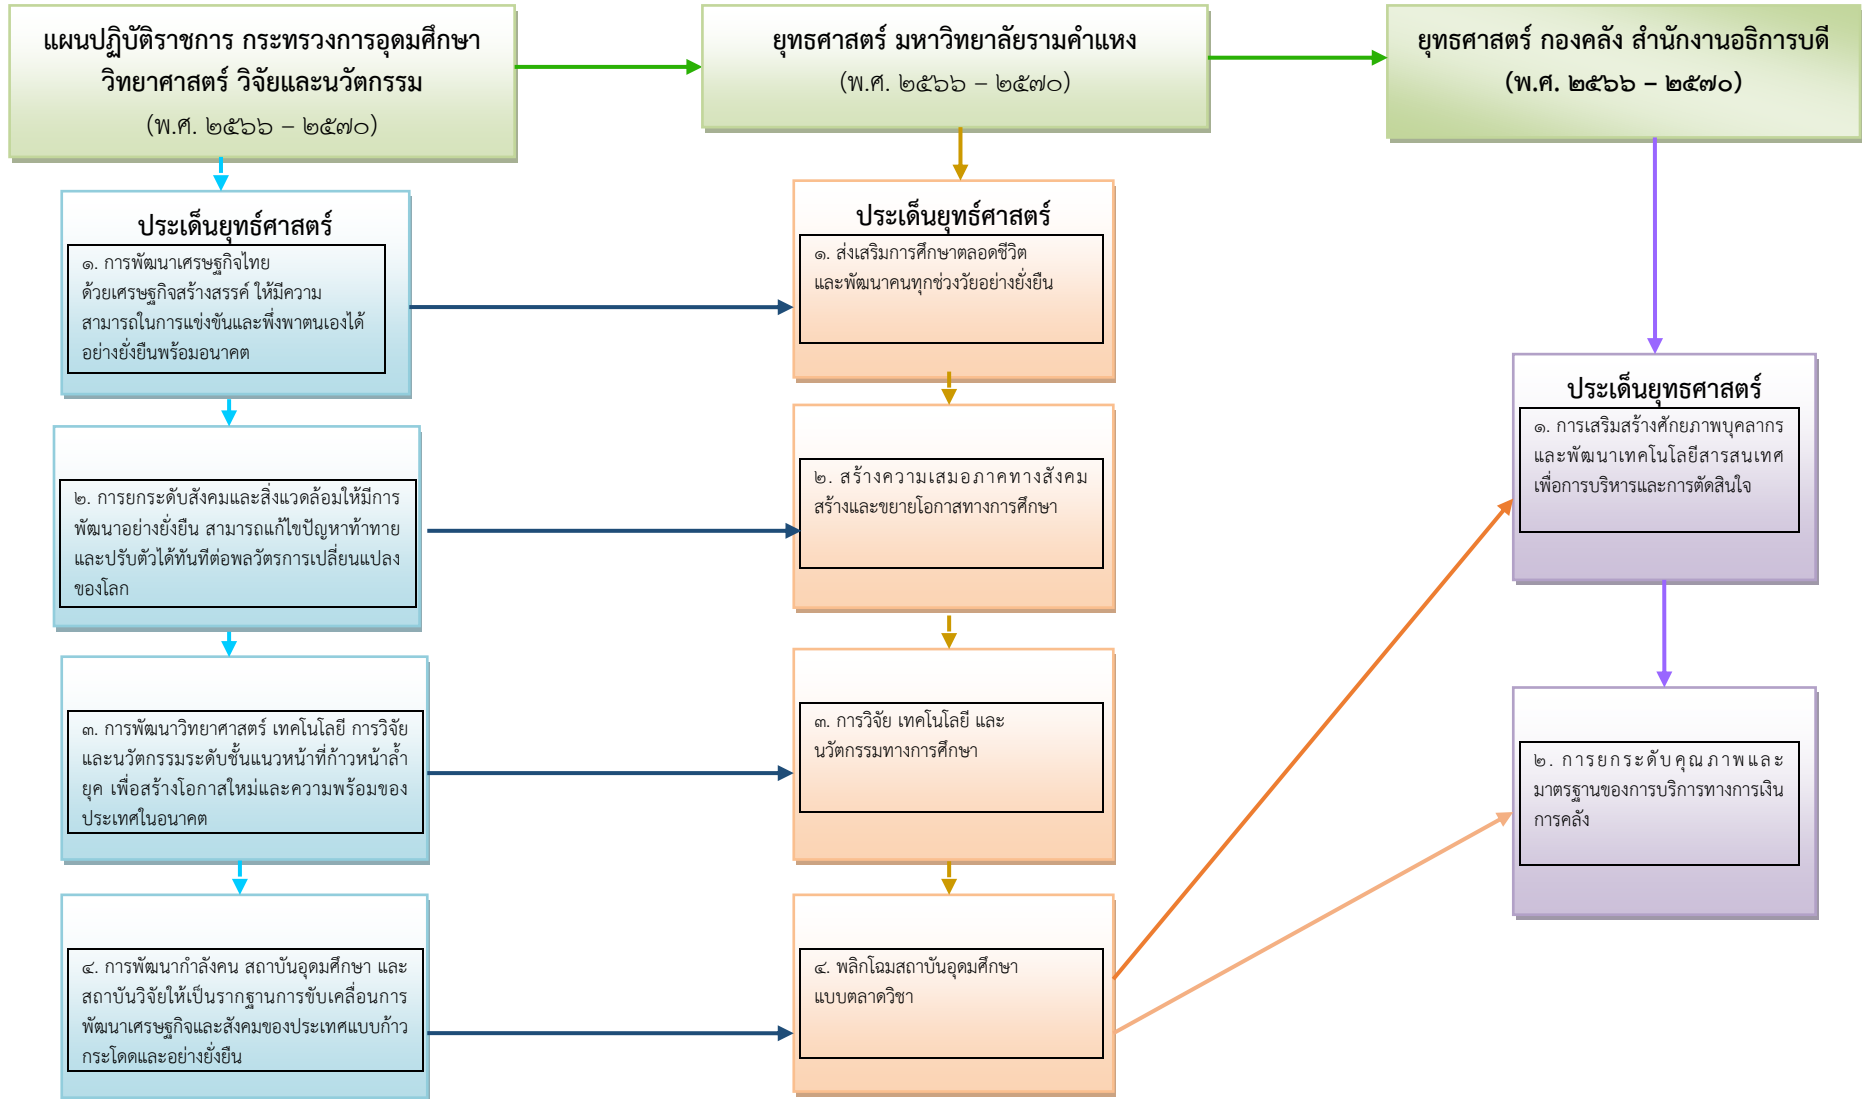 แผนปฏิบัติราชการ กระทรวงการอุดมศึกษา
วิทยาศาสตร์ วิจัยและนวัตกรรม
(พ.ศ. ๒๕๖๖ – ๒๕๗๐)
ประเด็นยุทธ์ศาสตร์
๑. การพัฒนาเศรษฐกิจไทย
ด้วยเศรษฐกิจสร้างสรรค์ ให้มีความ
สามารถในการแข่งขันและพึ่งพาตนเองได้
อย่างยั่งยืนพร้อมอนาคต
๒. การยกระดับสังคมและสิ่งแวดล้อมให้มีการ
พัฒนาอย่างยั่งยืน สามารถแก้ไขปัญหาท้าทาย
และปรับตัวได้ทันทีต่อพลวัตรการเปลี่ยนแปลง
ของโลก
๓. การพัฒนาวิทยาศาสตร์ เทคโนโลยี การวิจัย
และนวัตกรรมระดับชั้นแนวหน้าที่ก้าวหน้าล้ำ
ยุค เพื่อสร้างโอกาสใหม่และความพร้อมของ
ประเทศในอนาคต
๔. การพัฒนากำลังคน สถาบันอุดมศึกษา และ
สถาบันวิจัยให้เป็นรากฐานการขับเคลื่อนการ
พัฒนาเศรษฐกิจและสังคมของประเทศแบบก้าว
กระโดดและอย่างยั่งยืน
ยุทธศาสตร์ มหาวิทยาลัยรามคำแหง
(พ.ศ. ๒๕๖๖ – ๒๕๗๐)
ประเด็นยุทธ์ศาสตร์
๑. ส่งเสริมการศึกษาตลอดชีวิต
และพัฒนาคนทุกช่วงวัยอย่างยั่งยืน
๒. สร้างความเสมอภาคทางสังคม
สร้างและขยายโอกาสทางการศึกษา
๓. การวิจัย เทคโนโลยี และ
นวัตกรรมทางการศึกษา
๔. พลิกโฉมสถาบันอุดมศึกษา
แบบตลาดวิชา
ยุทธศาสตร์ กองคลัง สำนักงานอธิการบดี
(พ.ศ. ๒๕๖๖ – ๒๕๗๐)
ประเด็นยุทธศาสตร์
๑. การเสริมสร้างศักยภาพบุคลากร
และพัฒนาเทคโนโลยีสารสนเทศ
เพื่อการบริหารและการตัดสินใจ
๒. การยกระดับคุณภาพและ
มาตรฐานของการบริการทางการเงิน
การคลัง